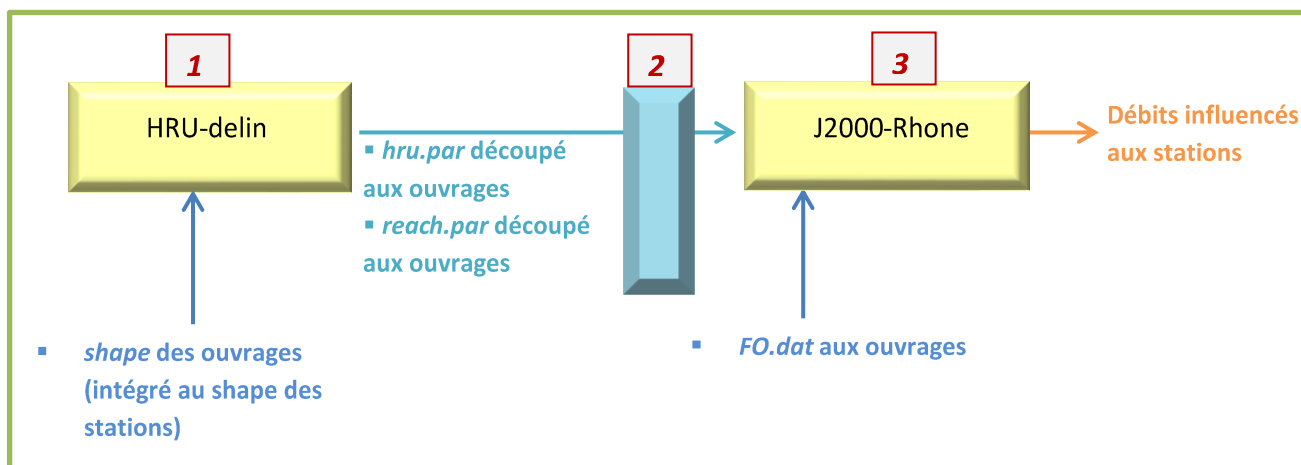 1
HRU-delin
2
3
J2000-Rhone
▪ hru.par découpé
aux ouvrages
▪ reach.par découpé
aux ouvrages
Débits influencés
aux stations
▪ shape des ouvrages
(intégré au shape des
stations)
▪ FO.dat aux ouvrages